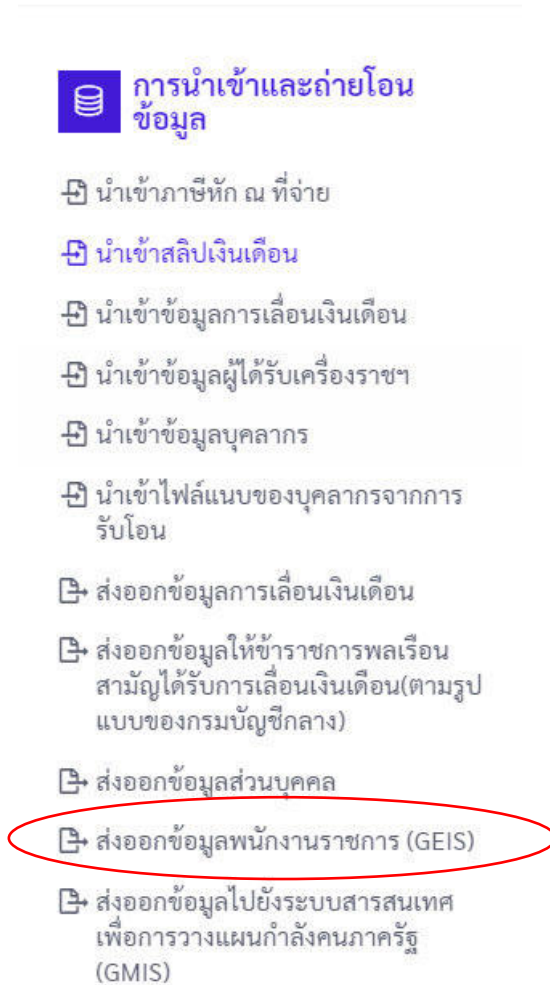 การนำเข้าและถ่ายโอน
ข้อมูล
นำเข้าภาษีหัก ณ ที่จ่าย
นำเข้าสลิปเงินเดือน
นำเข้าข้อมูลการเลื่อนเงินเดือน
นำเข้าข้อมูลผู้ได้รับเครื่องราชฯ
นำเข้าข้อมูลบุคลากร
นำเข้าไฟล์แนบของบุคลากรจากการ
รับโอน
ส่งออกข้อมูลการเลื่อนเงินเดือน
ส่งออกข้อมูลให้ข้าราชการพลเรือน
สามัญได้รับการเลื่อนเงินเดือน(ตามรูป
แบบของกรมบัญชีกลาง)
ส่งออกข้อมูลส่วนบุคคล
ส่งออกข้อมูลพนักงานราชการ (GEIS)
ส่งออกข้อมูลไปยังระบบสารสนเทศ
เพื่อการวางแผนกำลังคนภาครัฐ
(GMIS)